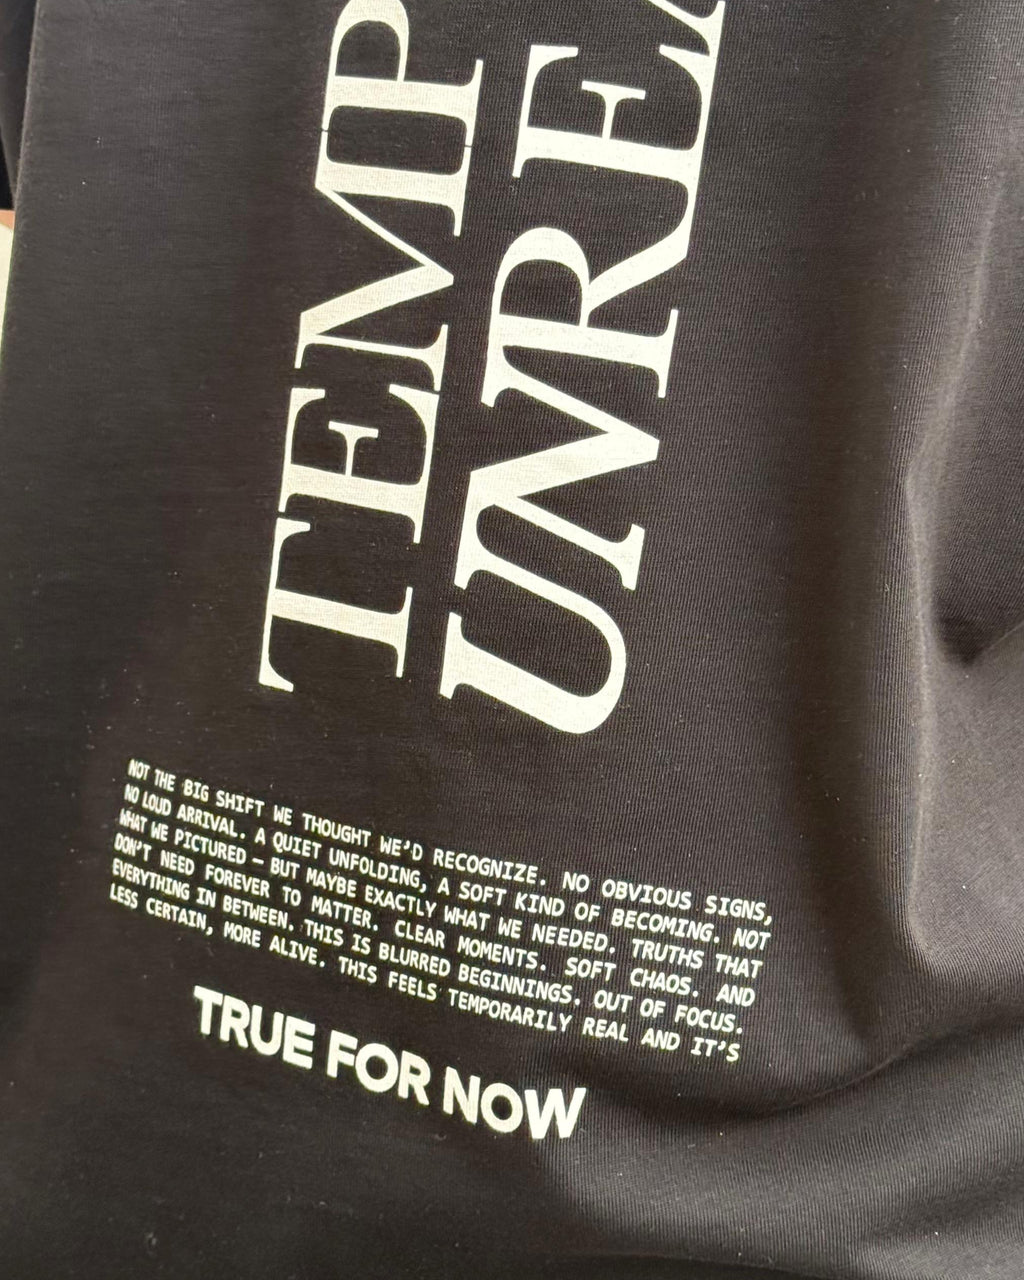 TEMP
UNREA
NOT THE BIG SHIFT WE THOUGHT WE'D RECOGNIZE. NO OBVIOUS SIGNS,
NO LOUD ARRIVAL. A QUIET UNFOLDING, A SOFT KIND OF BECOMING. NOT
WHAT WE PICTURED — BUT MAYBE EXACTLY WHAT WE NEEDED. TRUTHS THAT
DON'T NEED FOREVER TO MATTER. CLEAR MOMENTS. SOFT CHAOS. AND
EVERYTHING IN BETWEEN. THIS IS BLURRED BEGINNINGS. OUT OF FOCUS.
LESS CERTAIN, MORE ALIVE. THIS FEELS TEMPORARILY REAL AND IT'S
TRUE FOR NOW